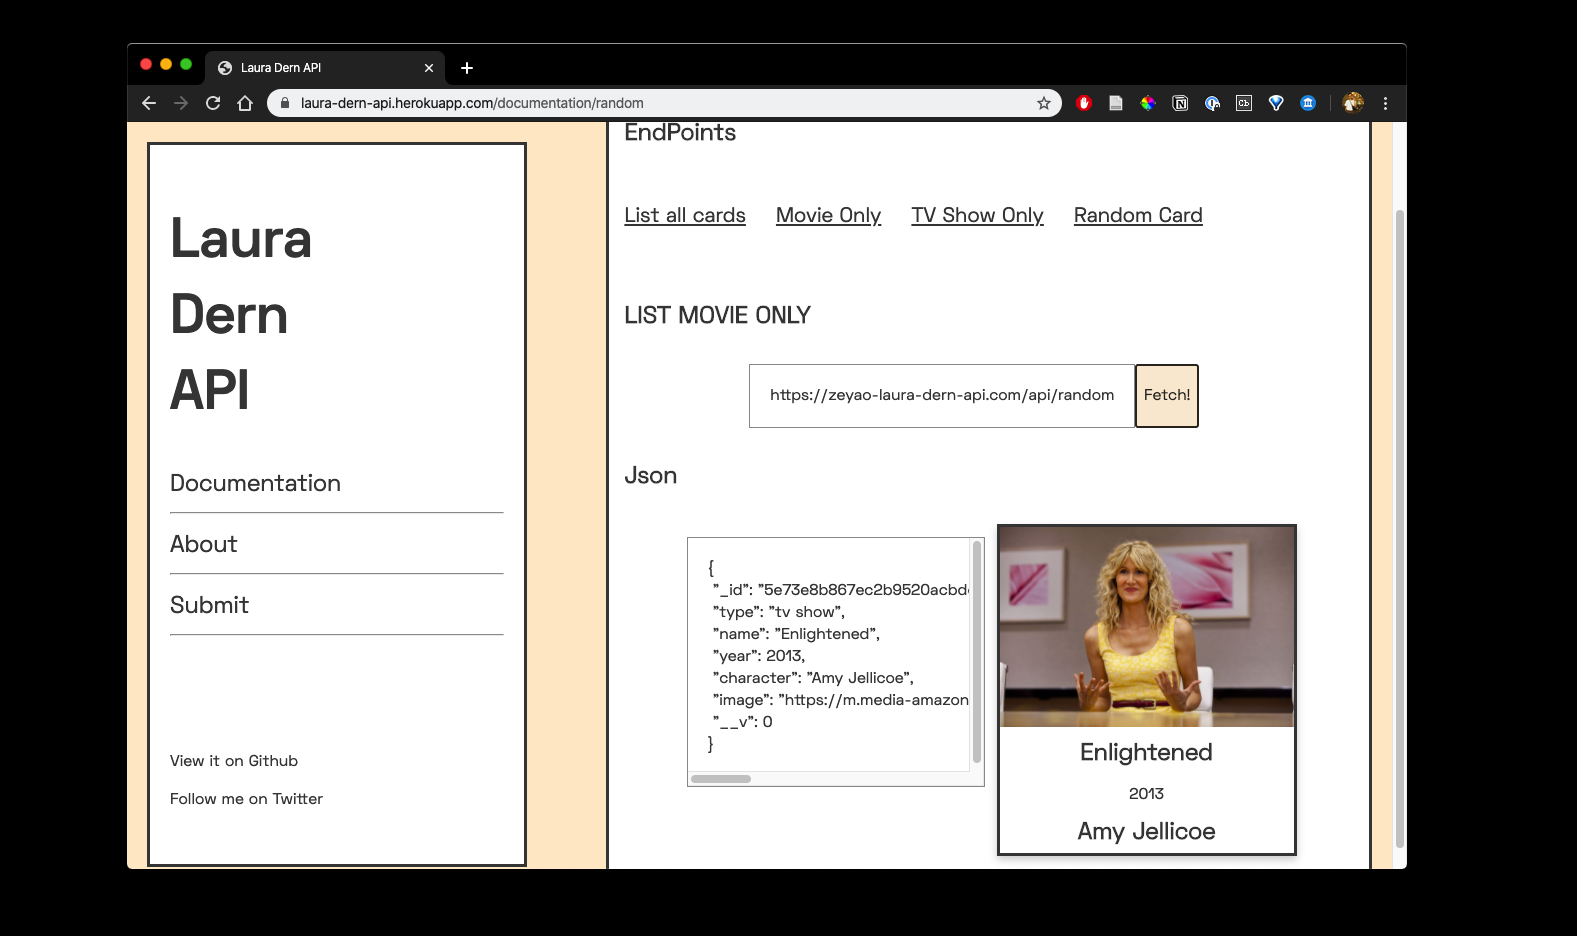 Laura Dern API
laura-dern-api.herokuapp.com/documentation/random
Laura
Dern
API
Documentation
About
Submit
View it on Github
Follow me on Twitter
EndPoints
List all cards Movie Only TV Show Only Random Card
LIST MOVIE ONLY
https://zeyao-laura-dern-api.com/api/random Fetch!
Json
{
"_id": "5e73e8b867ec2b9520acbd
"type": "tv show",
"name": "Enlightened",
"year": 2013,
"character": "Amy Jellicoe",
"image": "https://m.media-amazon
"__v": 0
}
Enlightened
2013
Amy Jellicoe